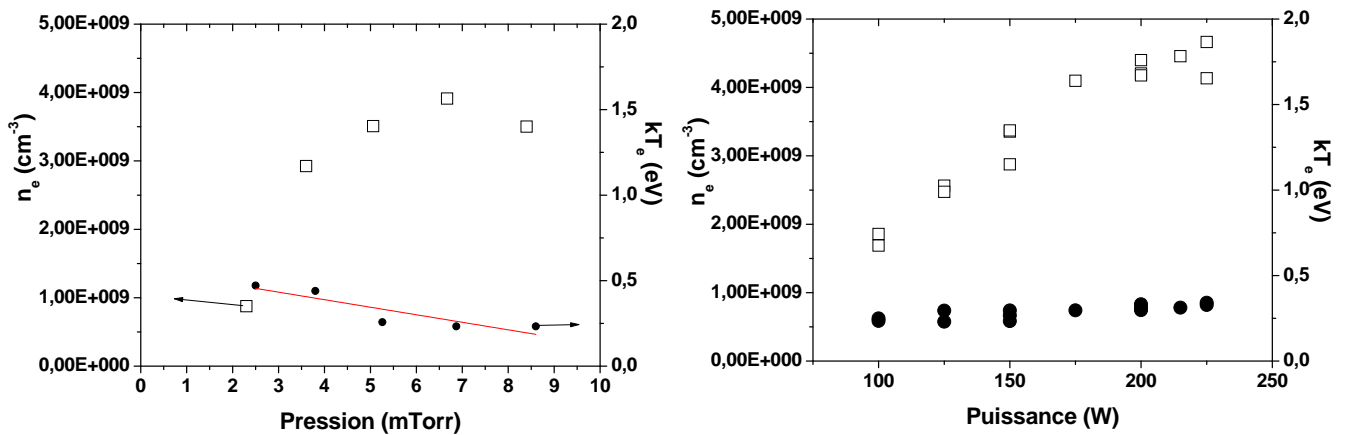 5,00E+009
4,00E+009
3,00E+009
2,00E+009
1,00E+009
0,00E+000
n_e (cm^-3)
0 1 2 3 4 5 6 7 8 9 10
Pression (mTorr)
2,0
1,5
1,0
0,5
0,0
kT_e (eV)
5,00E+009
4,00E+009
3,00E+009
2,00E+009
1,00E+009
0,00E+000
n_e (cm^-3)
100 150 200 250
Puissance (W)
2,0
1,5
1,0
0,5
0,0
kT_e (eV)